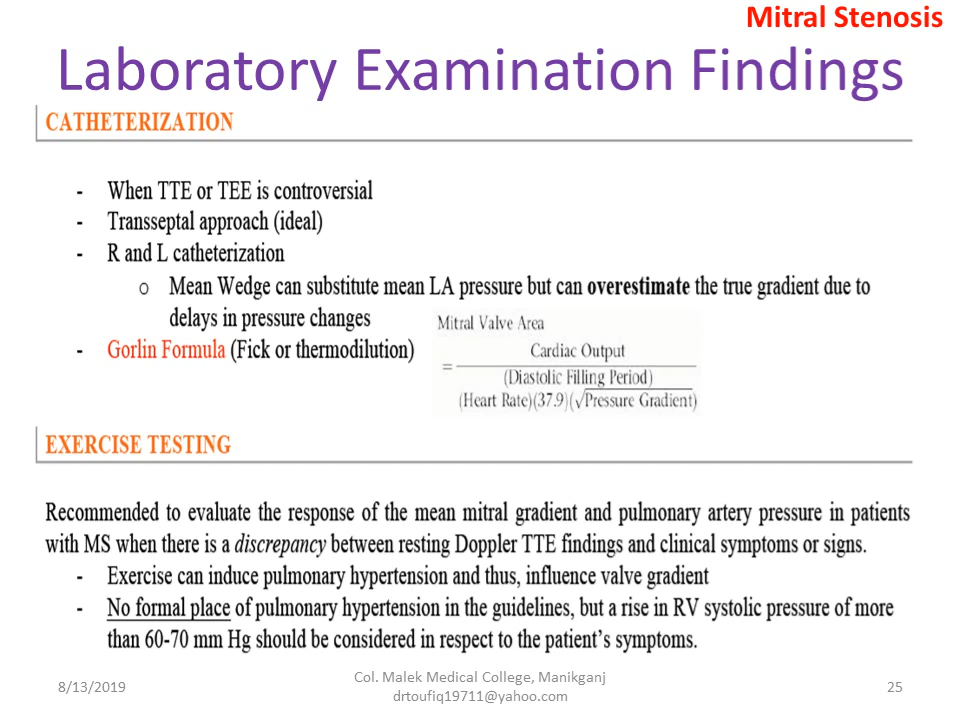 Mitral Stenosis
Laboratory Examination Findings
CATHETERIZATION
- When TTE or TEE is controversial
- Transseptal approach (ideal)
- R and L catheterization
o Mean Wedge can substitute mean LA pressure but can overestimate the true gradient due to
delays in pressure changes
- Gorlin Formula (Fick or thermodilution)
Mitral Valve Area
= Cardiac Output
(Diastolic Filling Period)
(Heart Rate)(37.9)(√Pressure Gradient)
EXERCISE TESTING
Recommended to evaluate the response of the mean mitral gradient and pulmonary artery pressure in patients
with MS when there is a discrepancy between resting Doppler TTE findings and clinical symptoms or signs.
- Exercise can induce pulmonary hypertension and thus, influence valve gradient
- No formal place of pulmonary hypertension in the guidelines, but a rise in RV systolic pressure of more
than 60-70 mm Hg should be considered in respect to the patient's symptoms.
8/13/2019
Col. Malek Medical College, Manikganj
drtoufiq19711@yahoo.com
25